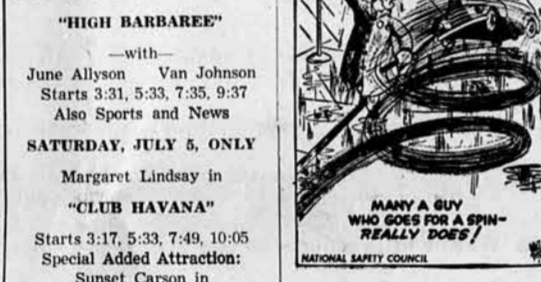 "HIGH BARBAREE"
—with—
June Allyson Van Johnson
Starts 3:31, 5:33, 7:35, 9:37
Also Sports and News
SATURDAY, JULY 5, ONLY
Margaret Lindsay in
"CLUB HAVANA"
Starts 3:17, 5:33, 7:49, 10:05
Special Added Attraction:
Sunset Carson in
MANY A GUY
WHO GOES FOR A SPIN—
REALLY DOES!
NATIONAL SAFETY COUNCIL